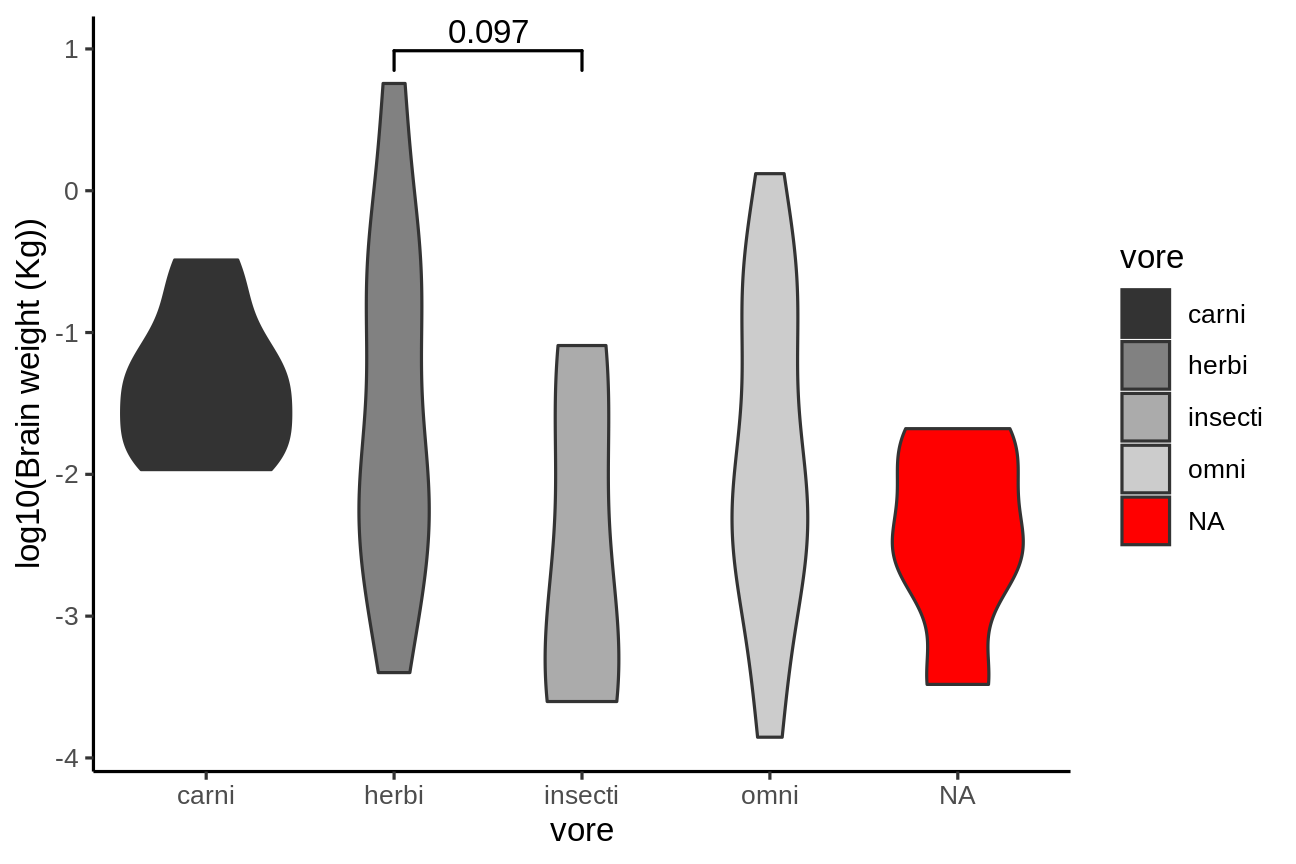 0.097
1
0
-1
-2
-3
-4
log10(Brain weight (Kg))
carni
herbi
insecti
omni
NA
vore
vore
carni
herbi
insecti
omni
NA